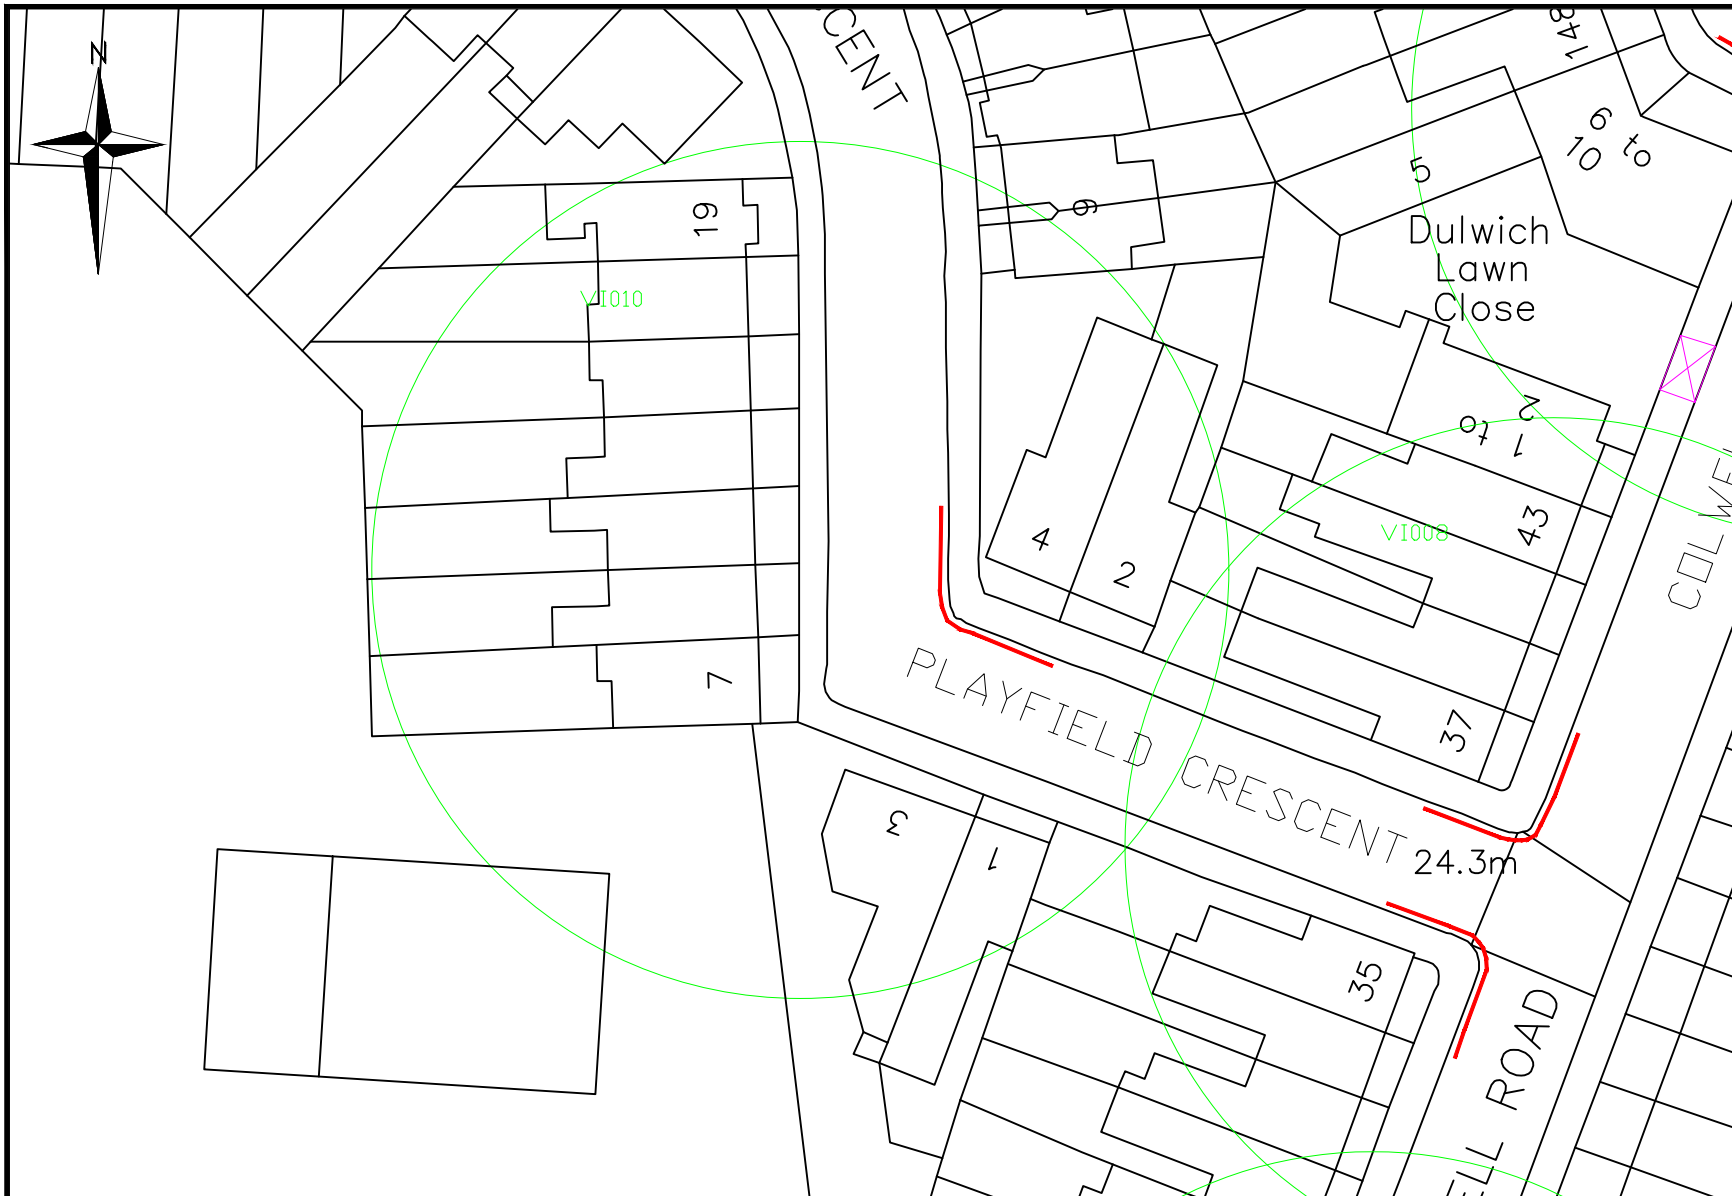 N
CENT
148
6 to
10
5
19
9
Dulwich
Lawn
Close
VI010
1 to
2
4
2
VI008
43
COLWE
PLAYFIELD CRESCENT
7
37
3
1
24.3m
35
ELL ROAD